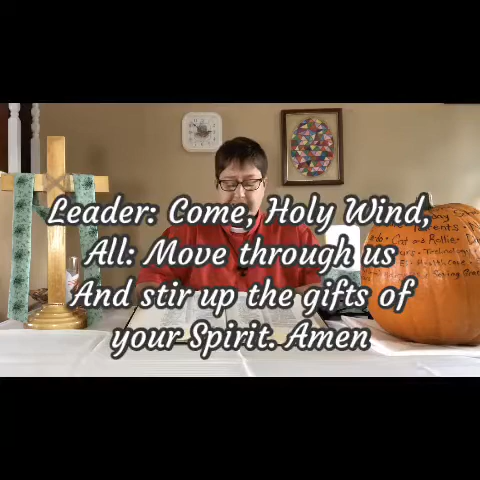 Leader: Come, Holy Wind,
All: Move through us
And stir up the gifts of
your Spirit. Amen